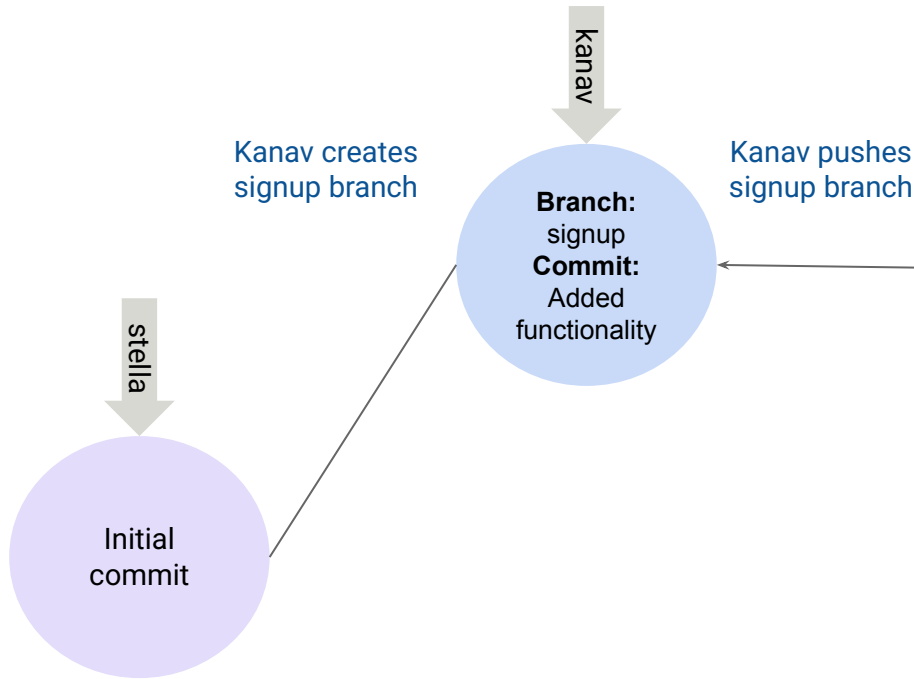 kanav
Kanav creates
signup branch
Kanav pushes
signup branch
Branch:
signup
Commit:
Added
functionality
stella
Initial
commit